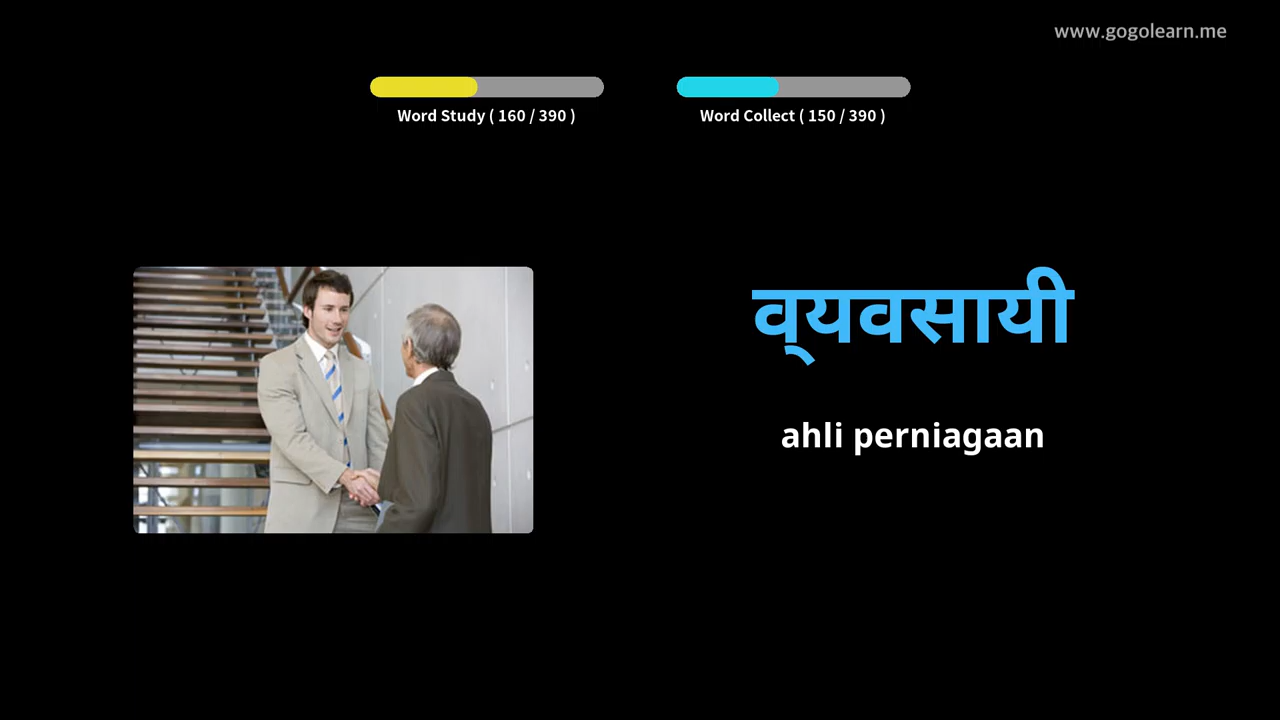 www.gogolearn.me
Word Study ( 160 / 390 )
Word Collect ( 150 / 390 )
व्‌यवसायी
ahli perniagaan